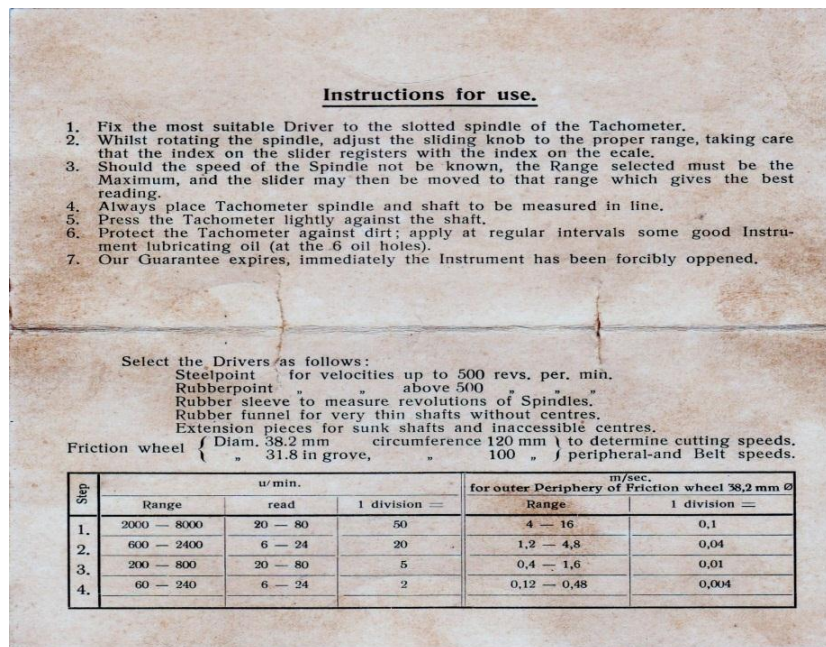 Instructions for use.
1. Fix the most suitable Driver to the slotted spindle of the Tachometer.
2. Whilst rotating the spindle, adjust the sliding knob to the proper range, taking care
that the index on the slider registers with the index on the ecale.
3. Should the speed of the Spindle not be known, the Range selected must be the
Maximum, and the slider may then be moved to that range which gives the best
reading.
4. Always place Tachometer spindle and shaft to be measured in line.
5. Press the Tachometer lightly against the shaft.
6. Protect the Tachometer against dirt; apply at regular intervals some good Instru-
ment lubricating oil (at the 6 oil holes).
7. Our Guarantee expires, immediately the Instrument has been forcibly oppened.
Select the Drivers as follows:
Steelpoint for velocities up to 500 revs. per. min.
Rubberpoint „ „ above 500 „ „ „
Rubber sleeve to measure revolutions of Spindles.
Rubber funnel for very thin shafts without centres.
Extension pieces for sunk shafts and inaccessible centres.
Friction wheel { Diam. 38.2 mm circumference 120 mm } to determine cutting speeds.
„ 31.8 in grove, „ 100 „ peripheral-and Belt speeds.
Step u/min. m/sec.
for outer Periphery of Friction wheel 38,2 mm Ø
Range read 1 division = Range 1 division =
1. 2000 — 8000 20 — 80 50 4 — 16 0,1
2. 600 — 2400 6 — 24 20 1,2 — 4,8 0,04
3. 200 — 800 20 — 80 5 0,4 — 1,6 0,01
4. 60 — 240 6 — 24 2 0,12 — 0,48 0,004